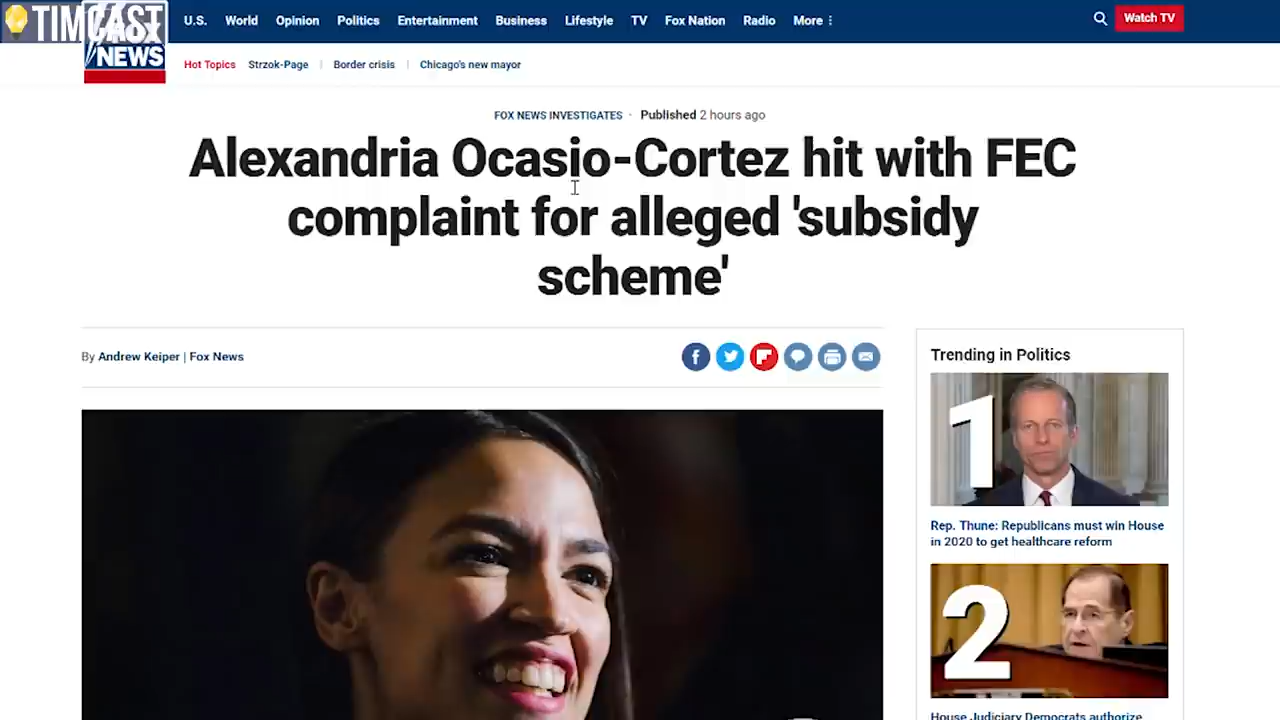 TIMCAST
FOX
NEWS
U.S. World Opinion Politics Entertainment Business Lifestyle TV Fox Nation Radio More
Watch TV
Hot Topics Strzok-Page | Border crisis | Chicago's new mayor
FOX NEWS INVESTIGATES · Published 2 hours ago
Alexandria Ocasio-Cortez hit with FEC
complaint for alleged 'subsidy
scheme'
By Andrew Keiper | Fox News
Trending in Politics
1
Rep. Thune: Republicans must win House
in 2020 to get healthcare reform
2
House Judiciary Democrats authorize